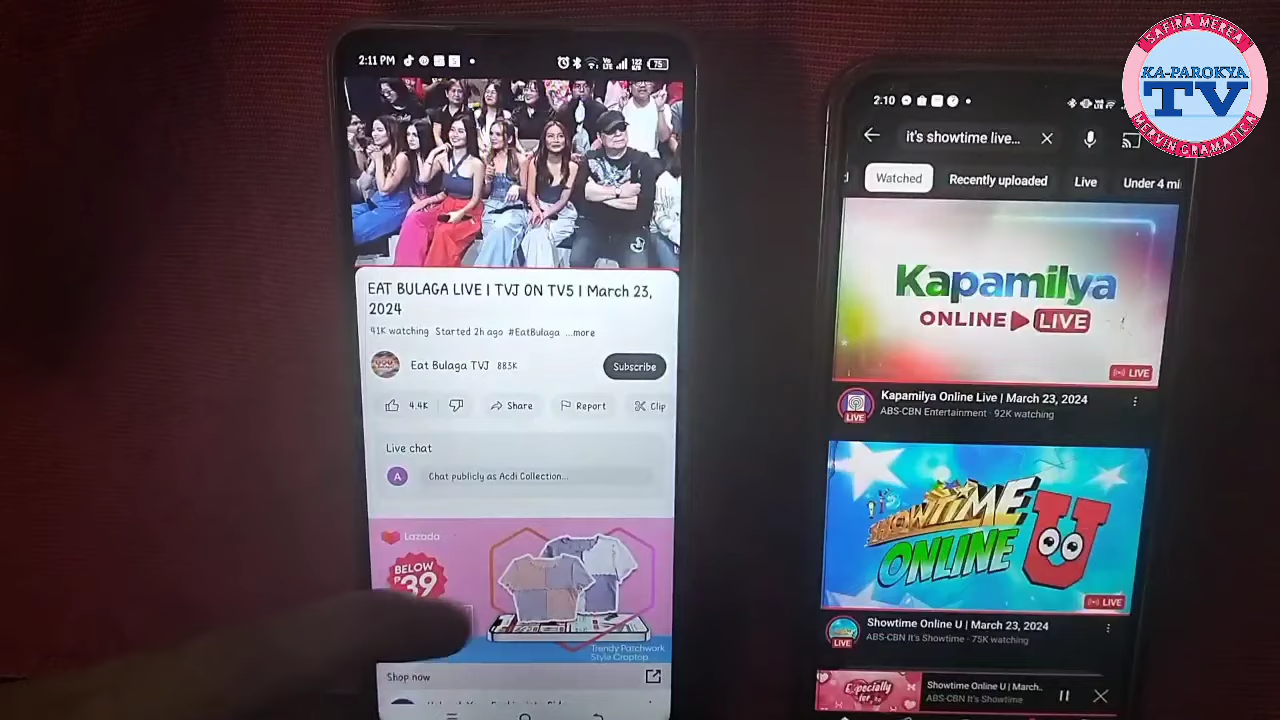 2:11 PM
75
EAT BULAGA LIVE I TVJ ON TV5 I March 23,
2024
41K watching Started 2h ago #EatBulaga ...more
Eat Bulaga TVJ 883K
Subscribe
4.4K
Share
Report
Clip
Live chat
A
Chat publicly as Acdi Collection...
Lazada
BELOW
₱39
Trendy Patchwork
Style Croptop
Shop now
2:10
it's showtime live...
Watched
Recently uploaded
Live
Under 4 mi
Kapamilya
ONLINE LIVE
LIVE
LIVE
Kapamilya Online Live | March 23, 2024
ABS-CBN Entertainment · 92K watching
SHOWTIME
ONLINE U
LIVE
LIVE
Showtime Online U | March 23, 2024
ABS-CBN It's Showtime · 75K watching
Especially
for
Showtime Online U | March..
ABS-CBN It's Showtime
SAFIRA MEREA
KA-PAROKYA
TV
MERVIN GRAMATICA